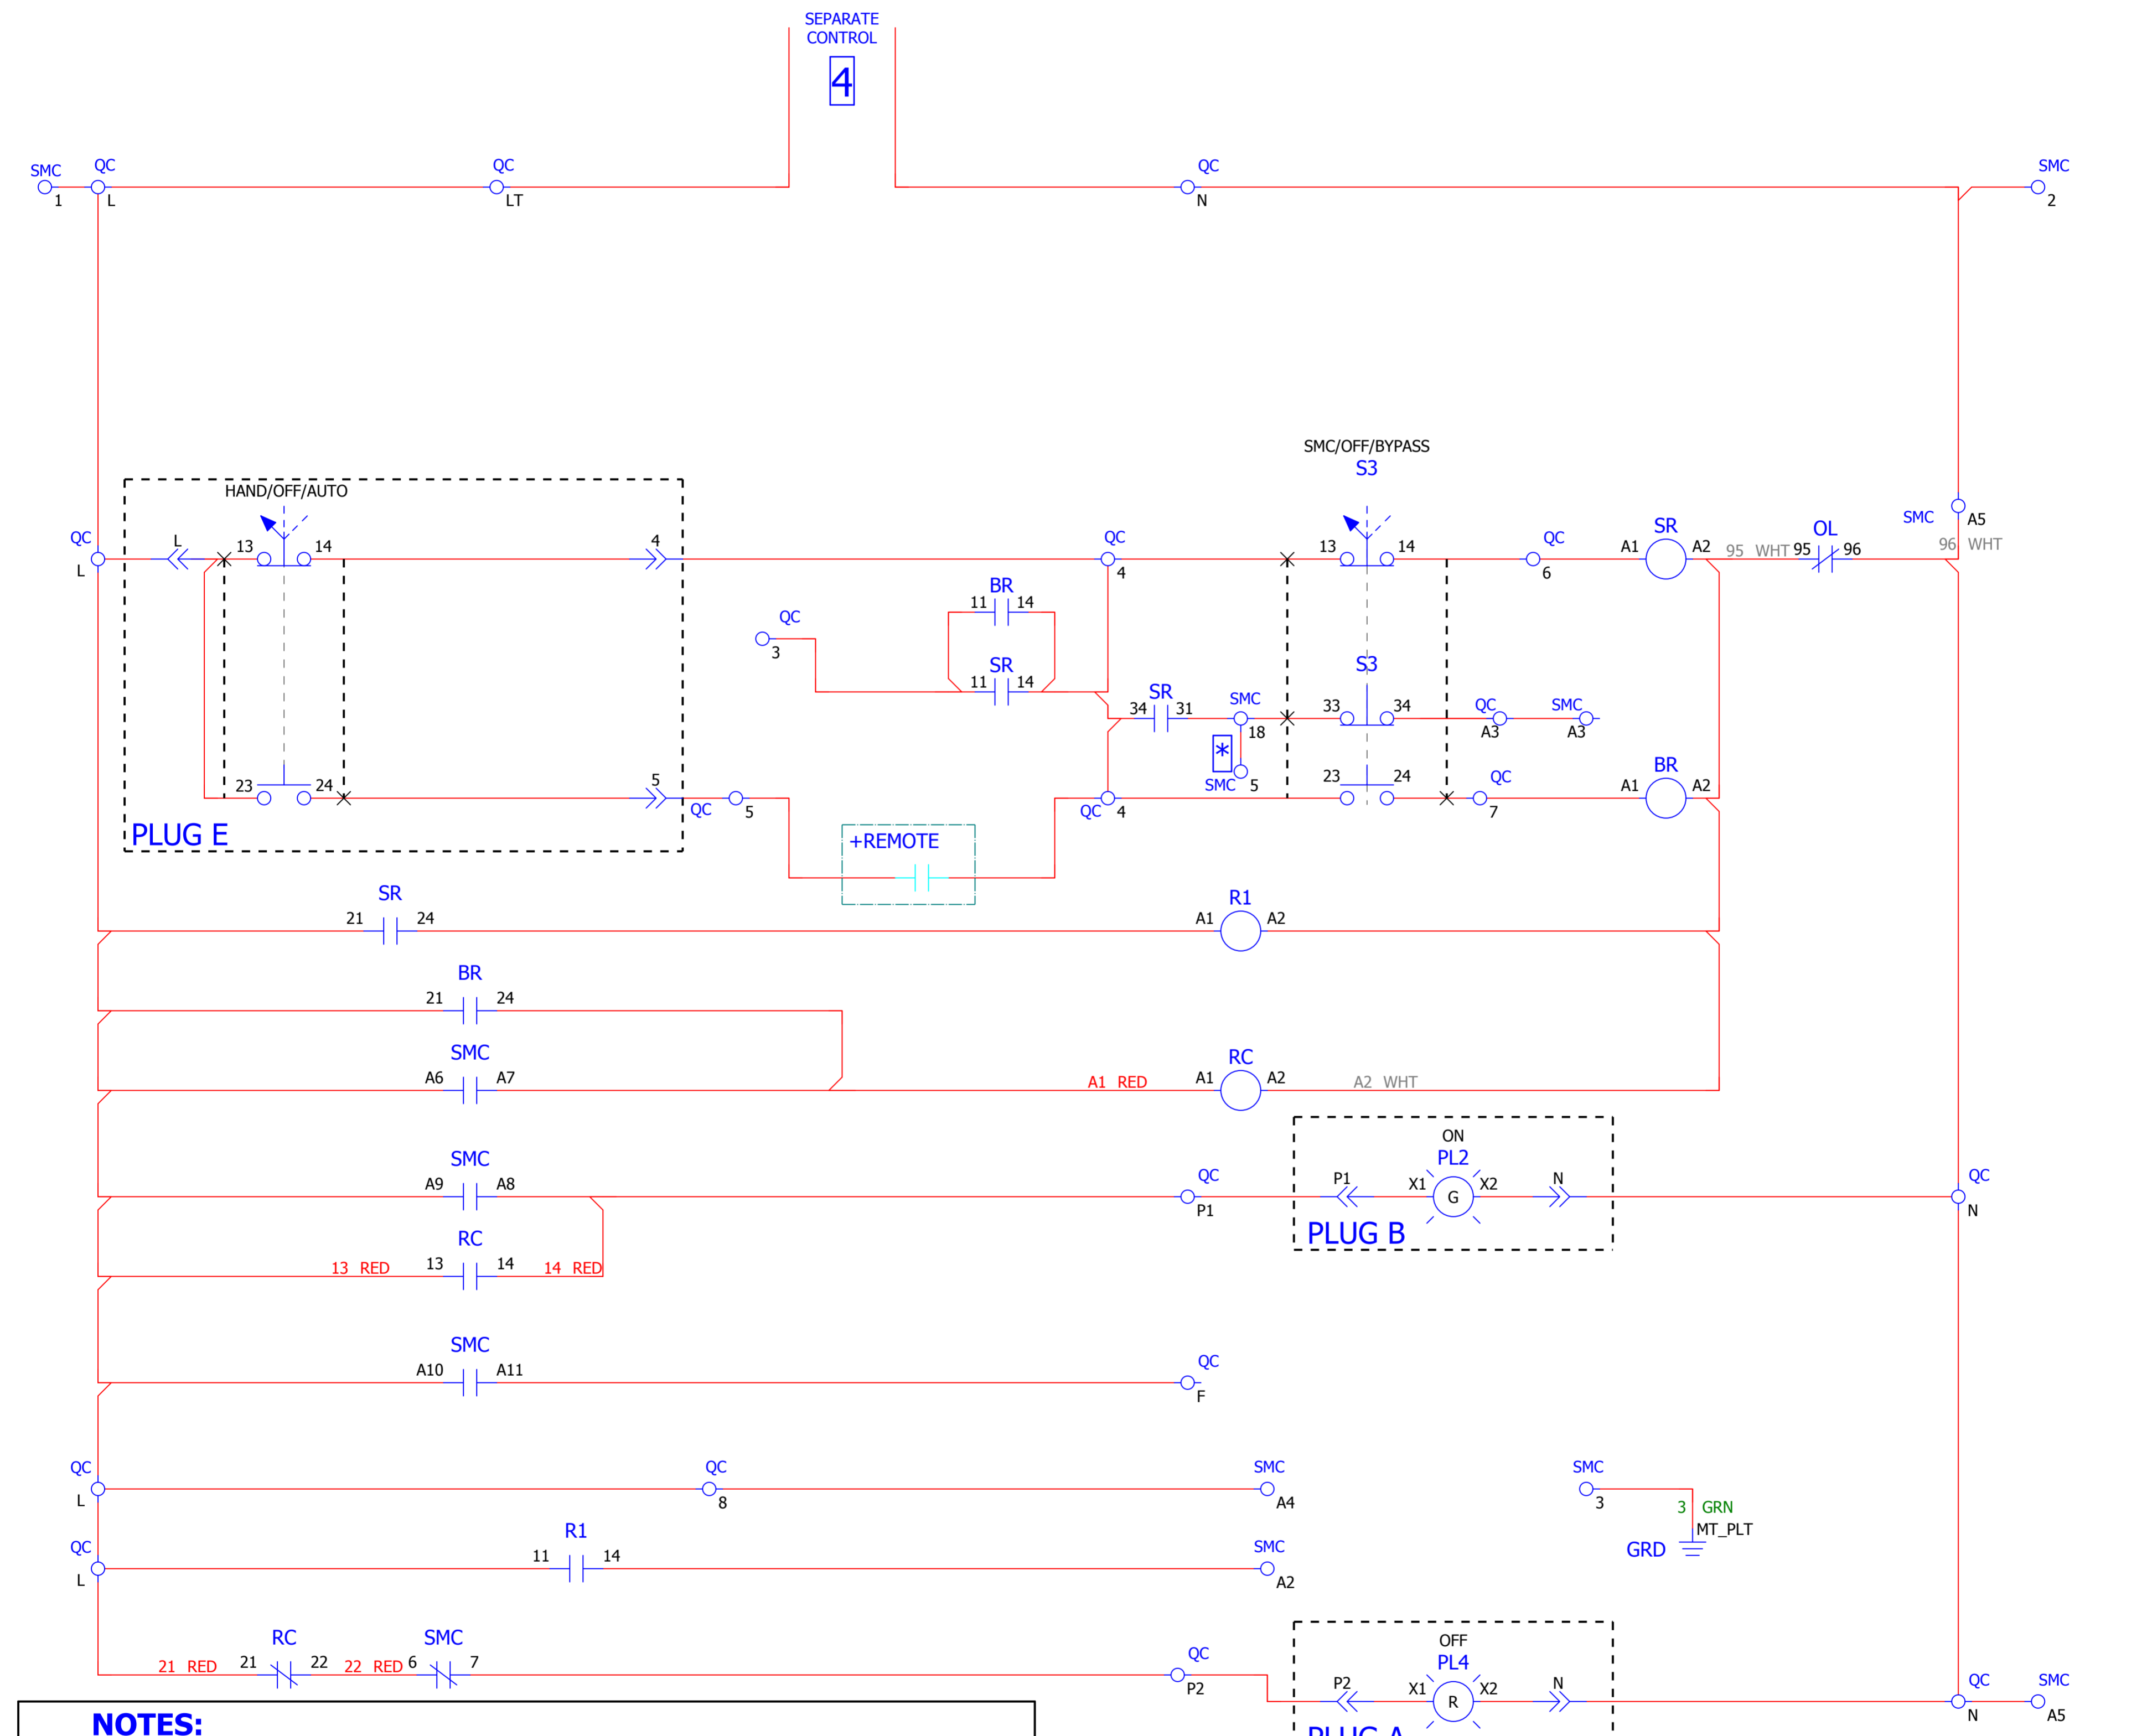 SEPARATE
CONTROL
4
SMC QC QC QC SMC
1 L LT N 2
SMC/OFF/BYPASS
S3
HAND/OFF/AUTO
QC L 13 14 4 QC 13 14 QC SR OL SMC A5
L 4 6 A1 A2 95 WHT 95 96 96 WHT
BR
11 14
QC
3
SR
11 14
S3
SR SMC QC SMC
34 31 18 33 34 A3 A3
*
SMC 5
23 24 5 QC 5 QC 4 23 24 QC 7 BR A1 A2
PLUG E
+REMOTE
SR R1
21 24 A1 A2
BR
21 24
SMC RC
A6 A7 A1 RED A1 A2 A2 WHT
ON
SMC QC PL2 QC
A9 A8 P1 P1 X1 G X2 N N
PLUG B
RC
13 RED 13 14 14 RED
SMC QC
A10 A11 F
QC QC SMC SMC
L 8 A4 3
3 GRN
MT_PLT
GRD
QC R1 SMC
L 11 14 A2
OFF
RC SMC QC PL4 QC SMC
21 RED 21 22 22 RED 6 7 P2 P2 X1 R X2 N N A5
NOTES:
PLUG A